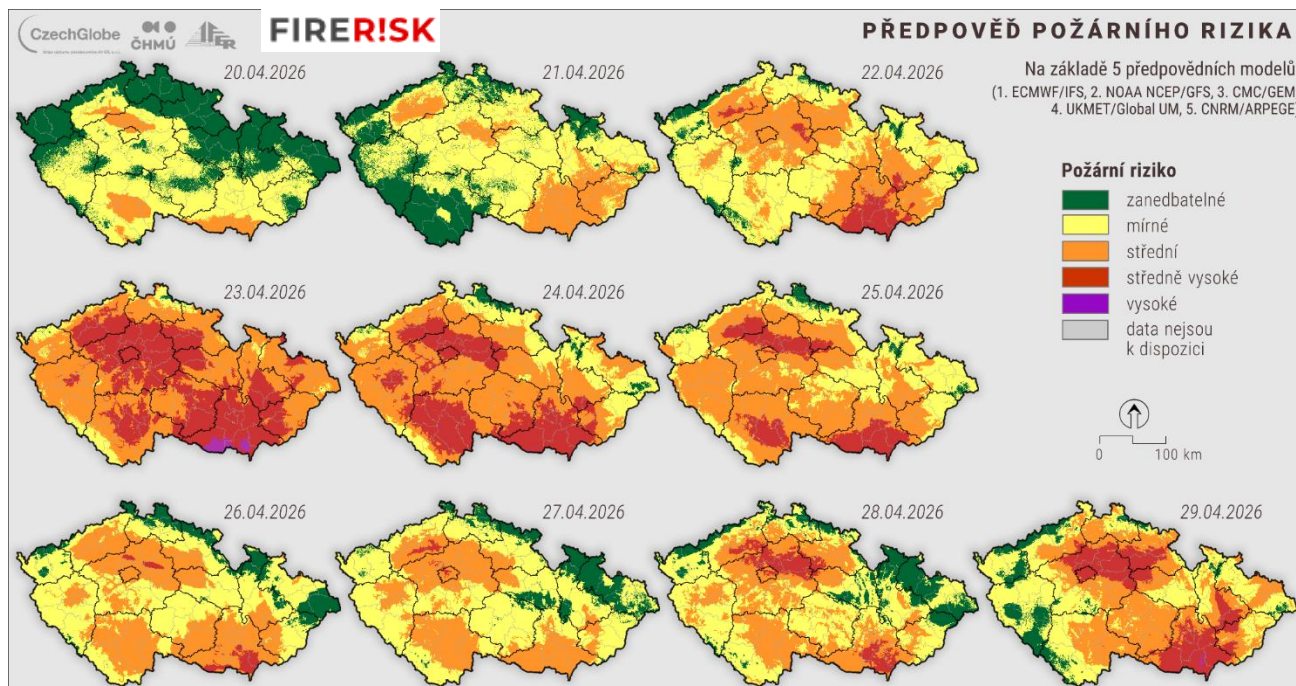 CzechGlobe
ČHMÚ
IFER
FIRER!SK
PŘEDPOVĚĎ POŽÁRNÍHO RIZIKA
Na základě 5 předpovědních modelů
(1. ECMWF/IFS, 2. NOAA NCEP/GFS, 3. CMC/GEM
4. UKMET/Global UM, 5. CNRM/ARPEGE)
20.04.2026
21.04.2026
22.04.2026
Požární riziko
zanedbatelné
mírné
střední
středně vysoké
vysoké
data nejsou
k dispozici
23.04.2026
24.04.2026
25.04.2026
0 100 km
26.04.2026
27.04.2026
28.04.2026
29.04.2026